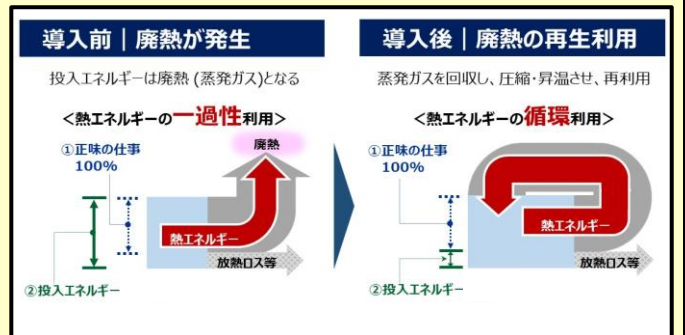 導入前｜廃熱が発生
投入エネルギーは廃熱 (蒸発ガス)となる
＜熱エネルギーの一過性利用＞
①正味の仕事
100%
廃熱
熱エネルギー
放熱ロス等
②投入エネルギー
導入後｜廃熱の再生利用
蒸発ガスを回収し、圧縮・昇温させ、再利用
＜熱エネルギーの循環利用＞
①正味の仕事
100%
熱エネルギー
放熱ロス等
②投入エネルギー